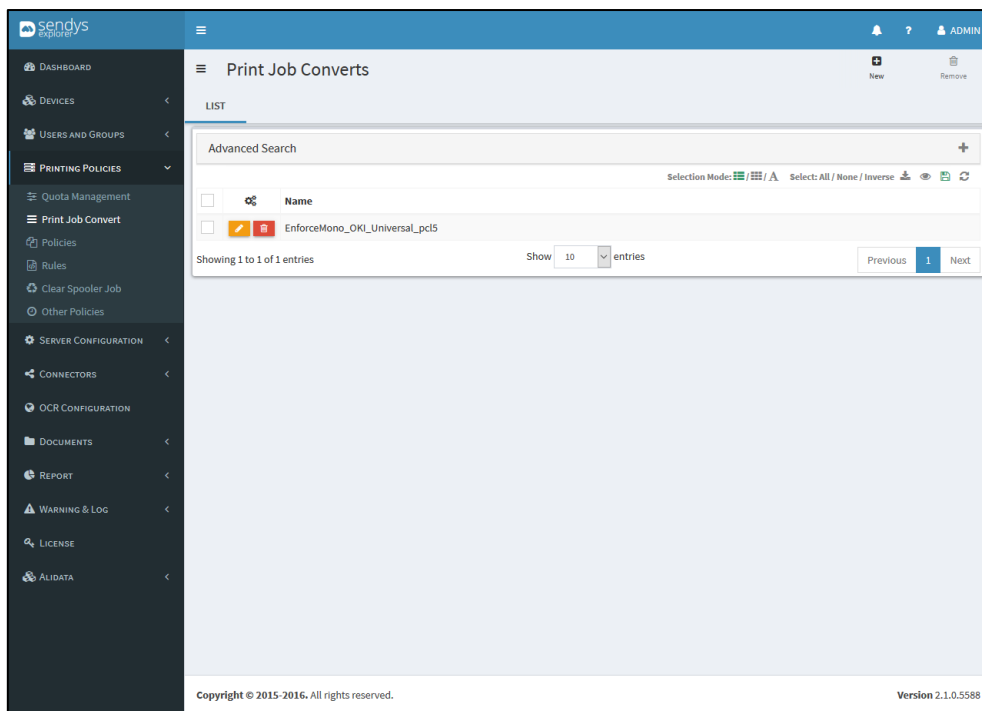 sendys
explorer
? ADMIN
DASHBOARD
DEVICES
USERS AND GROUPS
PRINTING POLICIES
Quota Management
Print Job Convert
Policies
Rules
Clear Spooler Job
Other Policies
SERVER CONFIGURATION
CONNECTORS
OCR CONFIGURATION
DOCUMENTS
REPORT
WARNING & LOG
LICENSE
ALIDATA
Print Job Converts
New
Remove
LIST
Advanced Search
Selection Mode: / / A Select: All / None / Inverse
Name
EnforceMono_OKI_Universal_pcl5
Showing 1 to 1 of 1 entries
Show 10 entries
Previous 1 Next
Copyright © 2015-2016. All rights reserved.
Version 2.1.0.5588